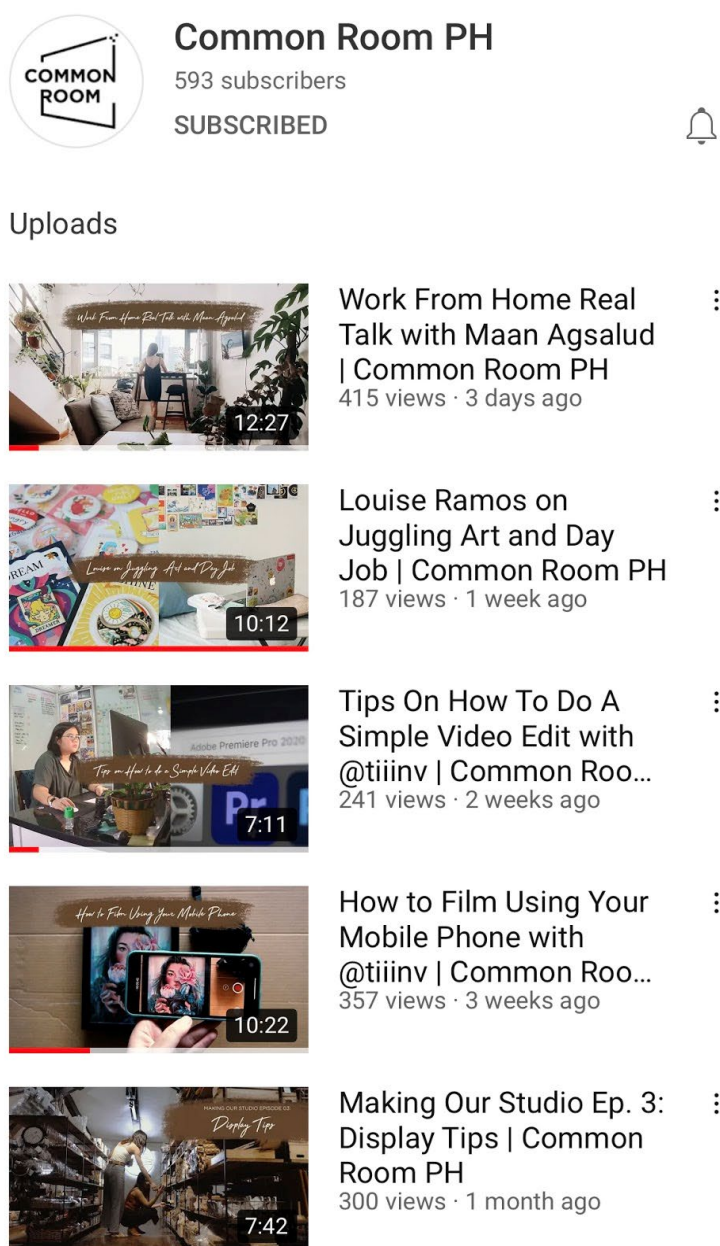 COMMON
ROOM
Common Room PH
593 subscribers
SUBSCRIBED
Uploads
Work From Home Real Talk with Maan Agsalud
12:27
Work From Home Real
Talk with Maan Agsalud
| Common Room PH
415 views · 3 days ago
DREAM
DREAMER
Louise on Juggling Art and Day Job
10:12
Louise Ramos on
Juggling Art and Day
Job | Common Room PH
187 views · 1 week ago
Adobe Premiere Pro 2020
Tips on How to do a Simple Video Edit
Pr
7:11
Tips On How To Do A
Simple Video Edit with
@tiiinv | Common Roo...
241 views · 2 weeks ago
How to Film Using Your Mobile Phone
10:22
How to Film Using Your
Mobile Phone with
@tiiinv | Common Roo...
357 views · 3 weeks ago
MAKING OUR STUDIO EPISODE 03
Display Tips
7:42
Making Our Studio Ep. 3:
Display Tips | Common
Room PH
300 views · 1 month ago